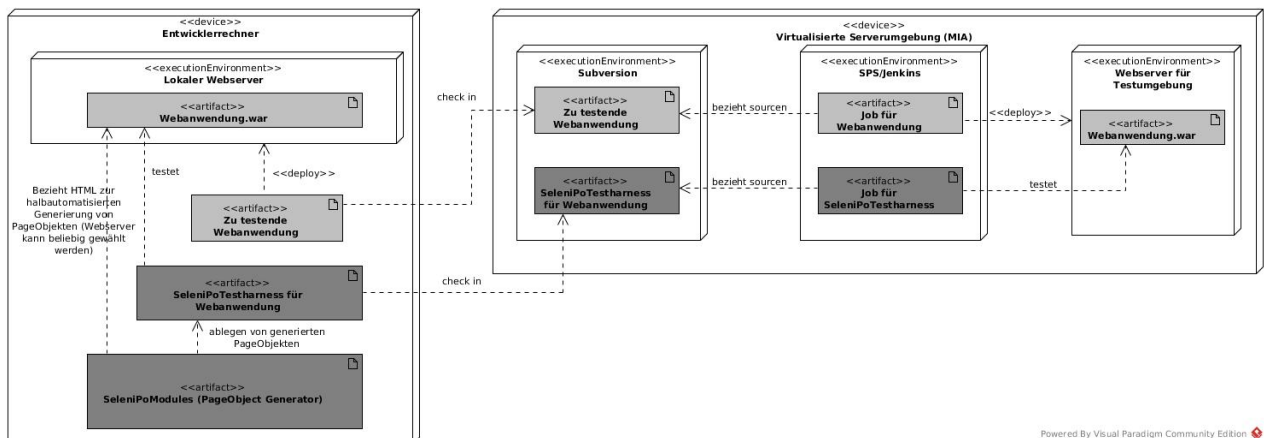 <<device>>
Entwicklerrechner
<<executionEnvironment>>
Lokaler Webserver
<<artifact>>
Webanwendung.war
Bezieht HTML zur
halbautomatisierten
Generierung von
PageObjekten (Webserver
kann beliebig gewählt
werden)
testet
<<deploy>>
<<artifact>>
Zu testende
Webanwendung
<<artifact>>
SeleniPoTestharness für
Webanwendung
ablegen von generierten
PageObjekten
<<artifact>>
SeleniPoModules (PageObject Generator)
check in
check in
<<device>>
Virtualisierte Serverumgebung (MIA)
<<executionEnvironment>>
Subversion
<<artifact>>
Zu testende
Webanwendung
<<artifact>>
SeleniPoTestharness
für Webanwendung
bezieht sourcen
bezieht sourcen
<<executionEnvironment>>
SPS/Jenkins
<<artifact>>
Job für
Webanwendung
<<artifact>>
Job für
SeleniPoTestharness
<<deploy>>
testet
<<executionEnvironment>>
Webserver für
Testumgebung
<<artifact>>
Webanwendung.war
Powered By Visual Paradigm Community Edition